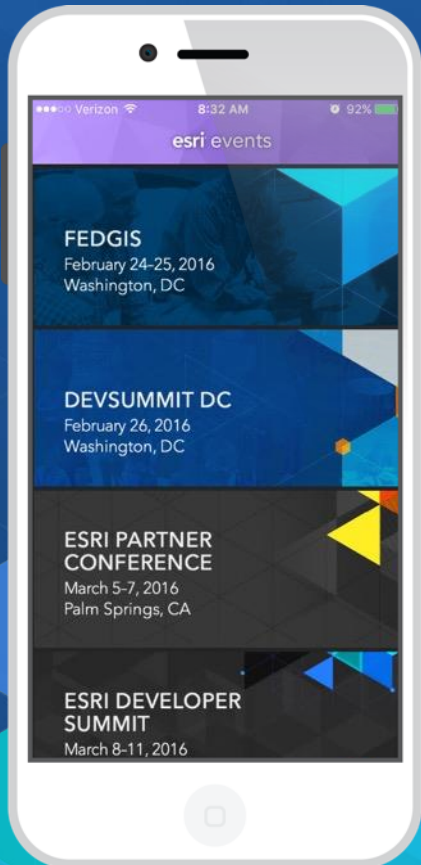 Verizon 8:32 AM 92%
esri events
FEDGIS
February 24-25, 2016
Washington, DC
DEVSUMMIT DC
February 26, 2016
Washington, DC
ESRI PARTNER
CONFERENCE
March 5-7, 2016
Palm Springs, CA
ESRI DEVELOPER
SUMMIT
March 8-11, 2016